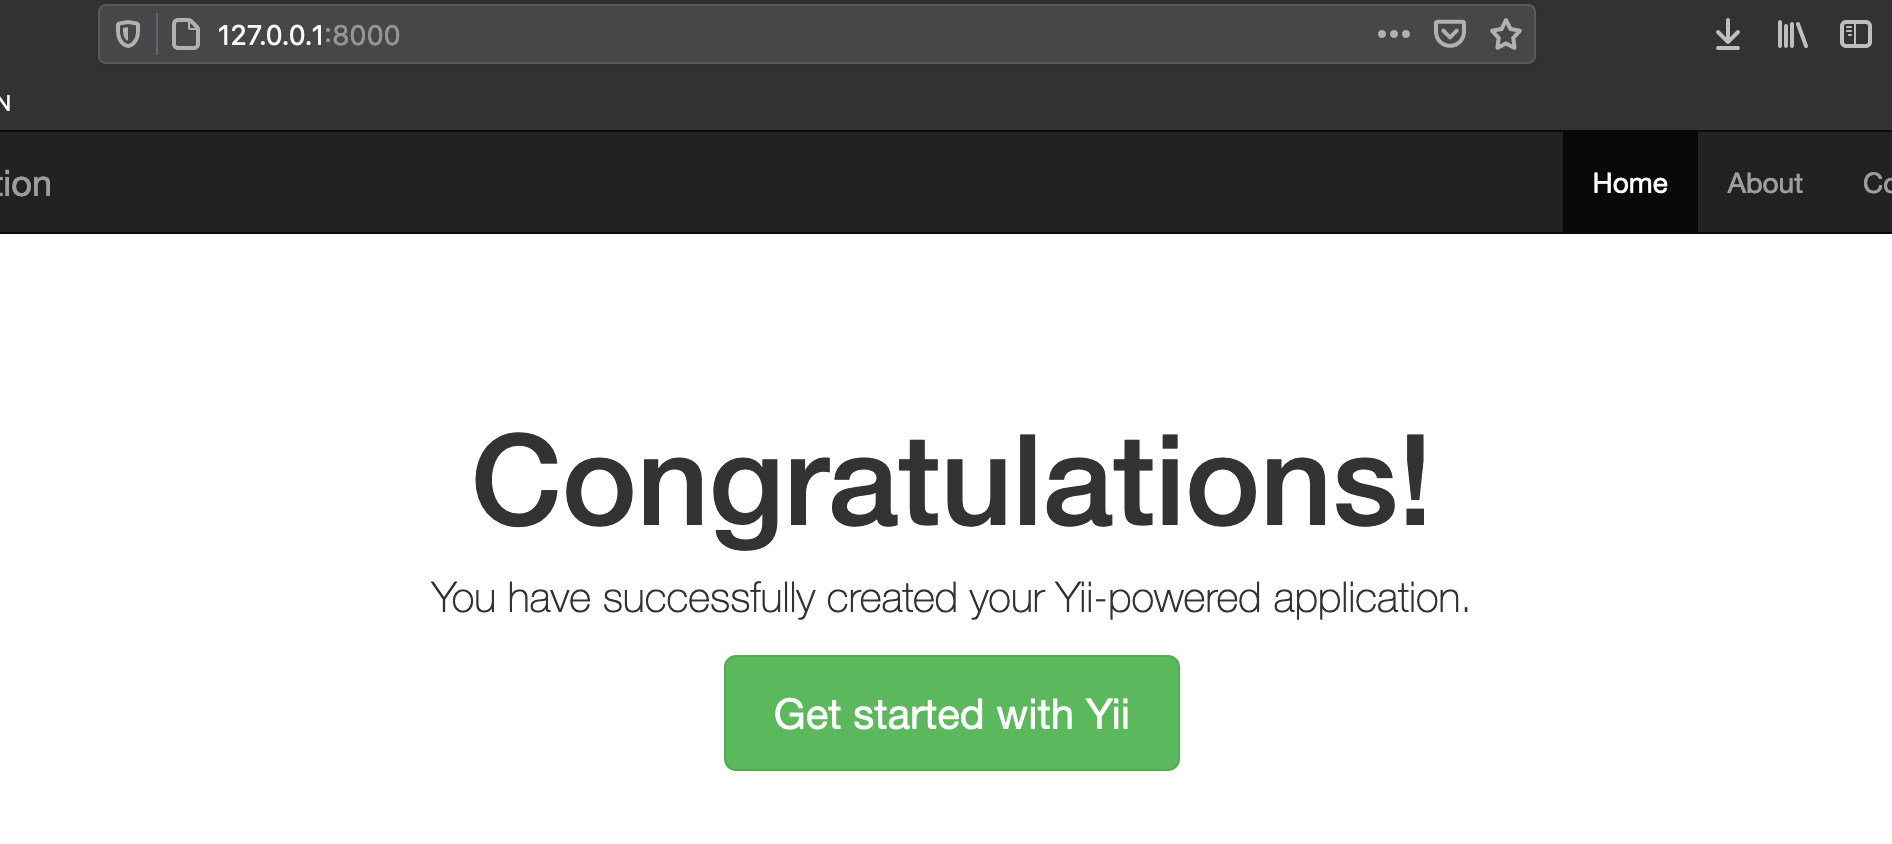 127.0.0.1:8000
N
tion
Home
About
Co
Congratulations!
You have successfully created your Yii-powered application.
Get started with Yii